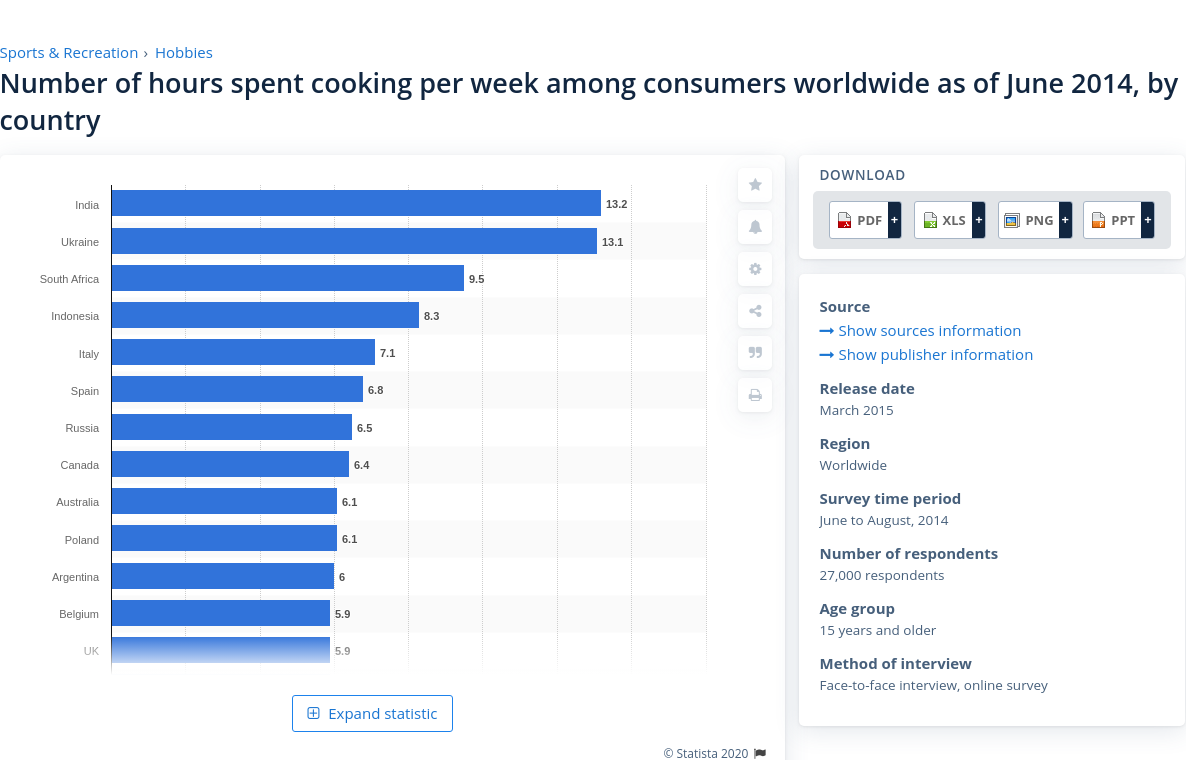 Sports & Recreation › Hobbies
Number of hours spent cooking per week among consumers worldwide as of June 2014, by
country
India 13.2
Ukraine 13.1
South Africa 9.5
Indonesia 8.3
Italy 7.1
Spain 6.8
Russia 6.5
Canada 6.4
Australia 6.1
Poland 6.1
Argentina 6
Belgium 5.9
UK 5.9
Expand statistic
© Statista 2020
DOWNLOAD
PDF + XLS + PNG + PPT +
Source
Show sources information
Show publisher information
Release date
March 2015
Region
Worldwide
Survey time period
June to August, 2014
Number of respondents
27,000 respondents
Age group
15 years and older
Method of interview
Face-to-face interview, online survey